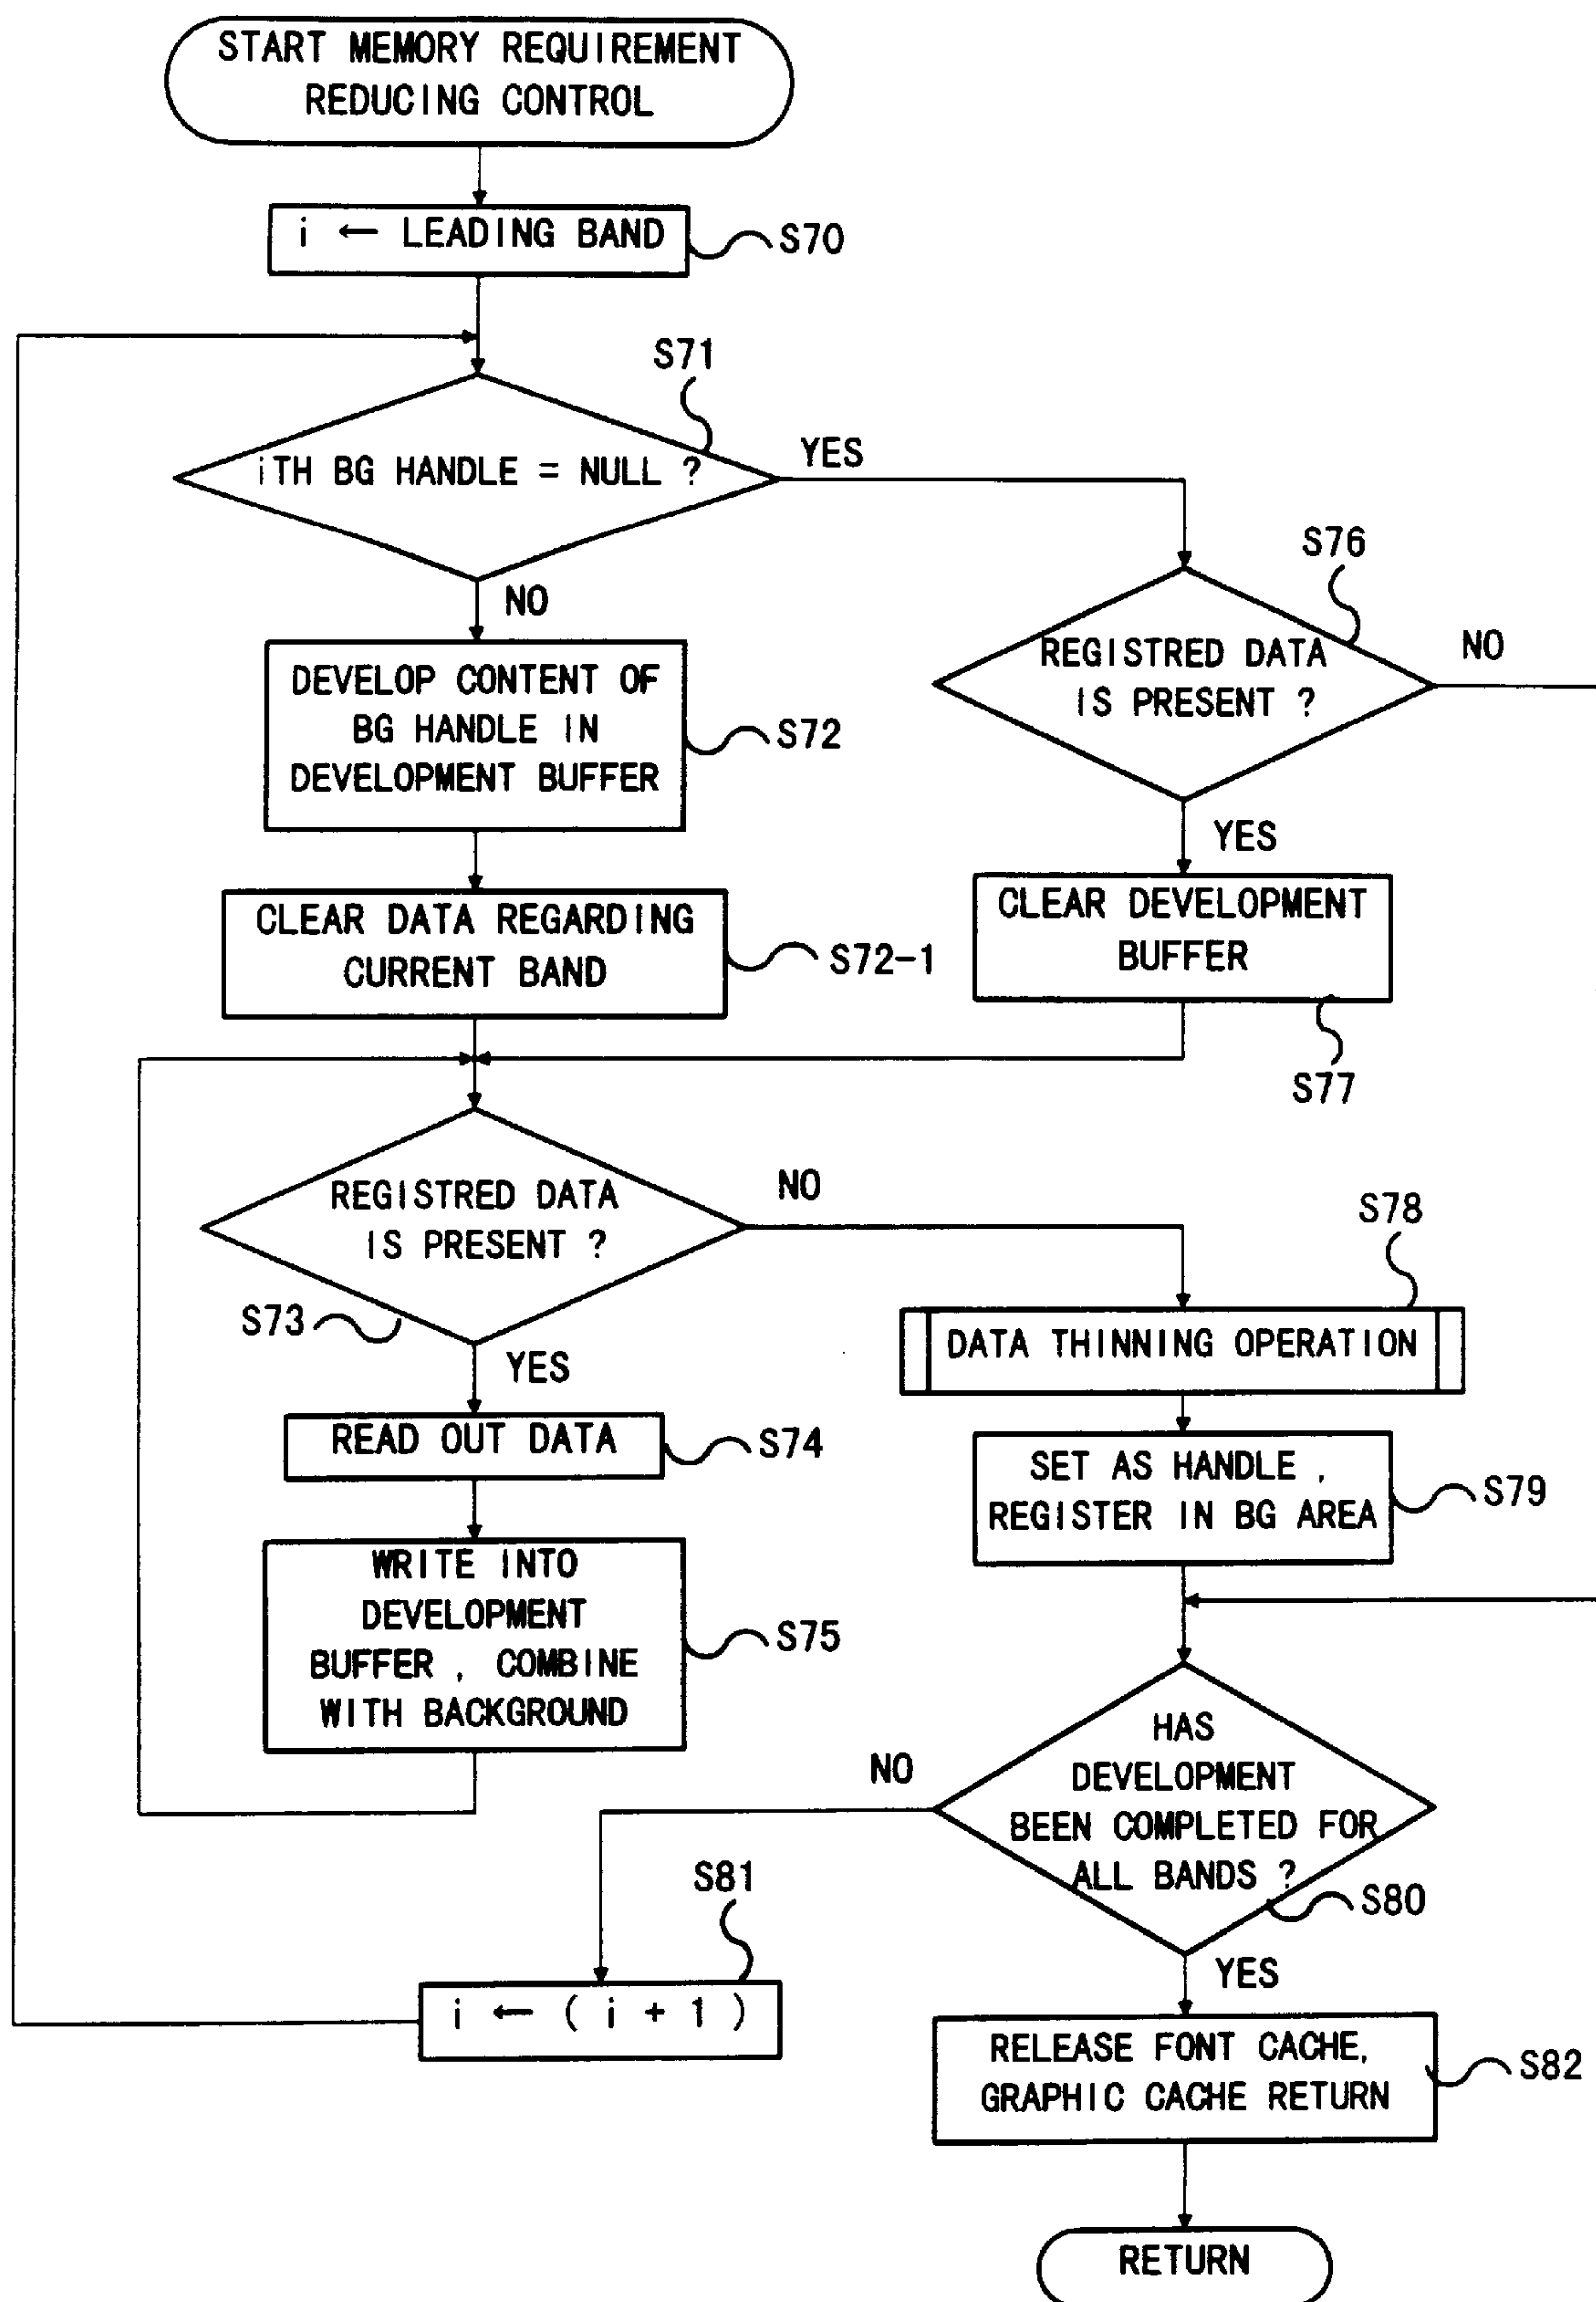 START MEMORY REQUIREMENT
REDUCING CONTROL
i ← LEADING BAND
S70
S71
iTH BG HANDLE = NULL ?
YES
NO
S76
REGISTRED DATA
IS PRESENT ?
NO
YES
DEVELOP CONTENT OF
BG HANDLE IN
DEVELOPMENT BUFFER
S72
CLEAR DEVELOPMENT
BUFFER
S77
CLEAR DATA REGARDING
CURRENT BAND
S72-1
REGISTRED DATA
IS PRESENT ?
NO
S73
YES
S78
DATA THINNING OPERATION
READ OUT DATA
S74
SET AS HANDLE ,
REGISTER IN BG AREA
S79
WRITE INTO
DEVELOPMENT
BUFFER , COMBINE
WITH BACKGROUND
S75
HAS
DEVELOPMENT
BEEN COMPLETED FOR
ALL BANDS ?
NO
S80
YES
S81
i ← ( i + 1 )
RELEASE FONT CACHE,
GRAPHIC CACHE RETURN
S82
RETURN